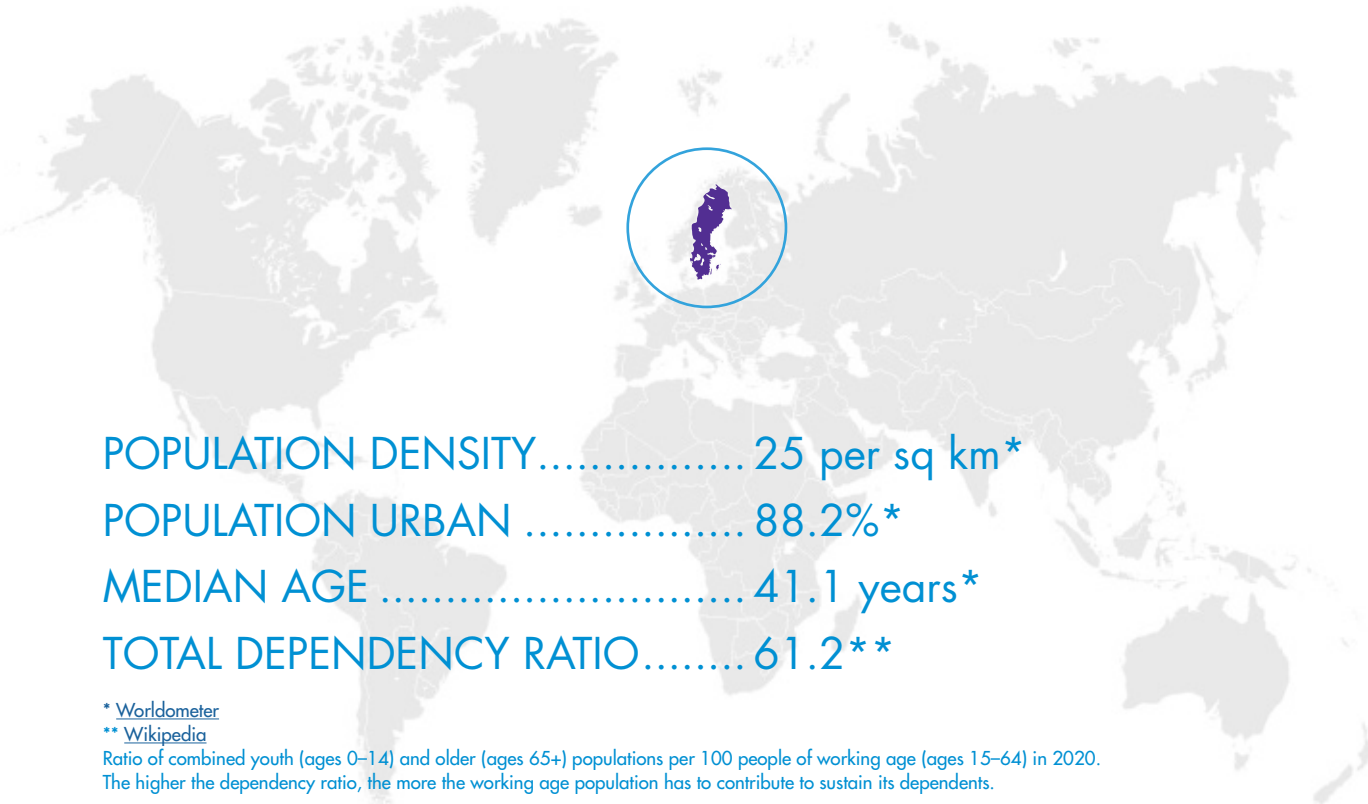 POPULATION DENSITY................ 25 per sq km*
POPULATION URBAN ................. 88.2%*
MEDIAN AGE ............................ 41.1 years*
TOTAL DEPENDENCY RATIO........ 61.2**
* Worldometer
** Wikipedia
Ratio of combined youth (ages 0–14) and older (ages 65+) populations per 100 people of working age (ages 15–64) in 2020.
The higher the dependency ratio, the more the working age population has to contribute to sustain its dependents.